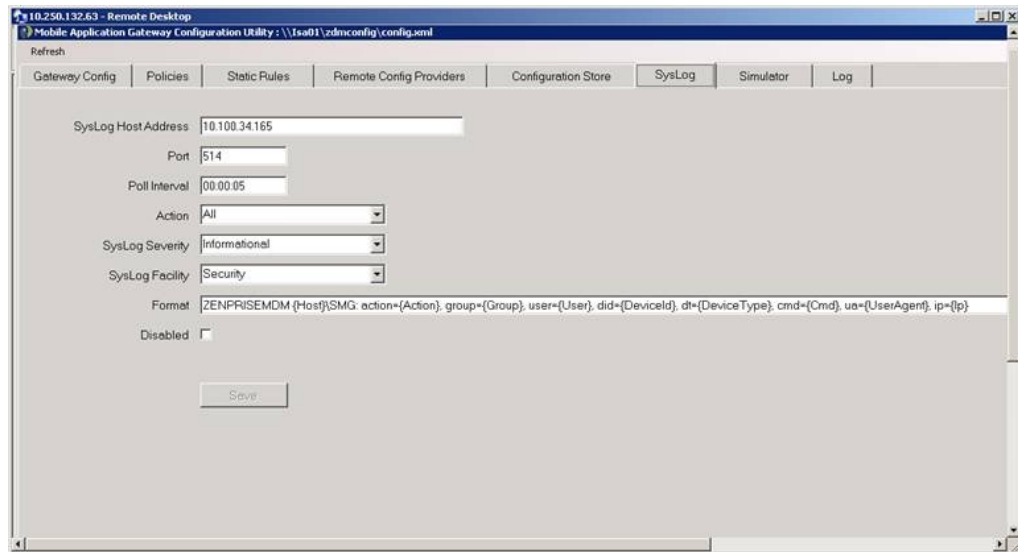 10.250.132.63 - Remote Desktop
Mobile Application Gateway Configuration Utility : \\Isa01\zdmconfig\config.xml
Refresh
Gateway Config Policies Static Rules Remote Config Providers Configuration Store SysLog Simulator Log
SysLog Host Address 10.100.34.165
Port 514
Poll Interval 00:00:05
Action All
SysLog Severity Informational
SysLog Facility Security
Format ZENPRISEMDM {Host}\SMG: action={Action}, group={Group}, user={User}, did={DeviceId}, dt={DeviceType}, cmd={Cmd}, ua={UserAgent}, ip={Ip}
Disabled
Save